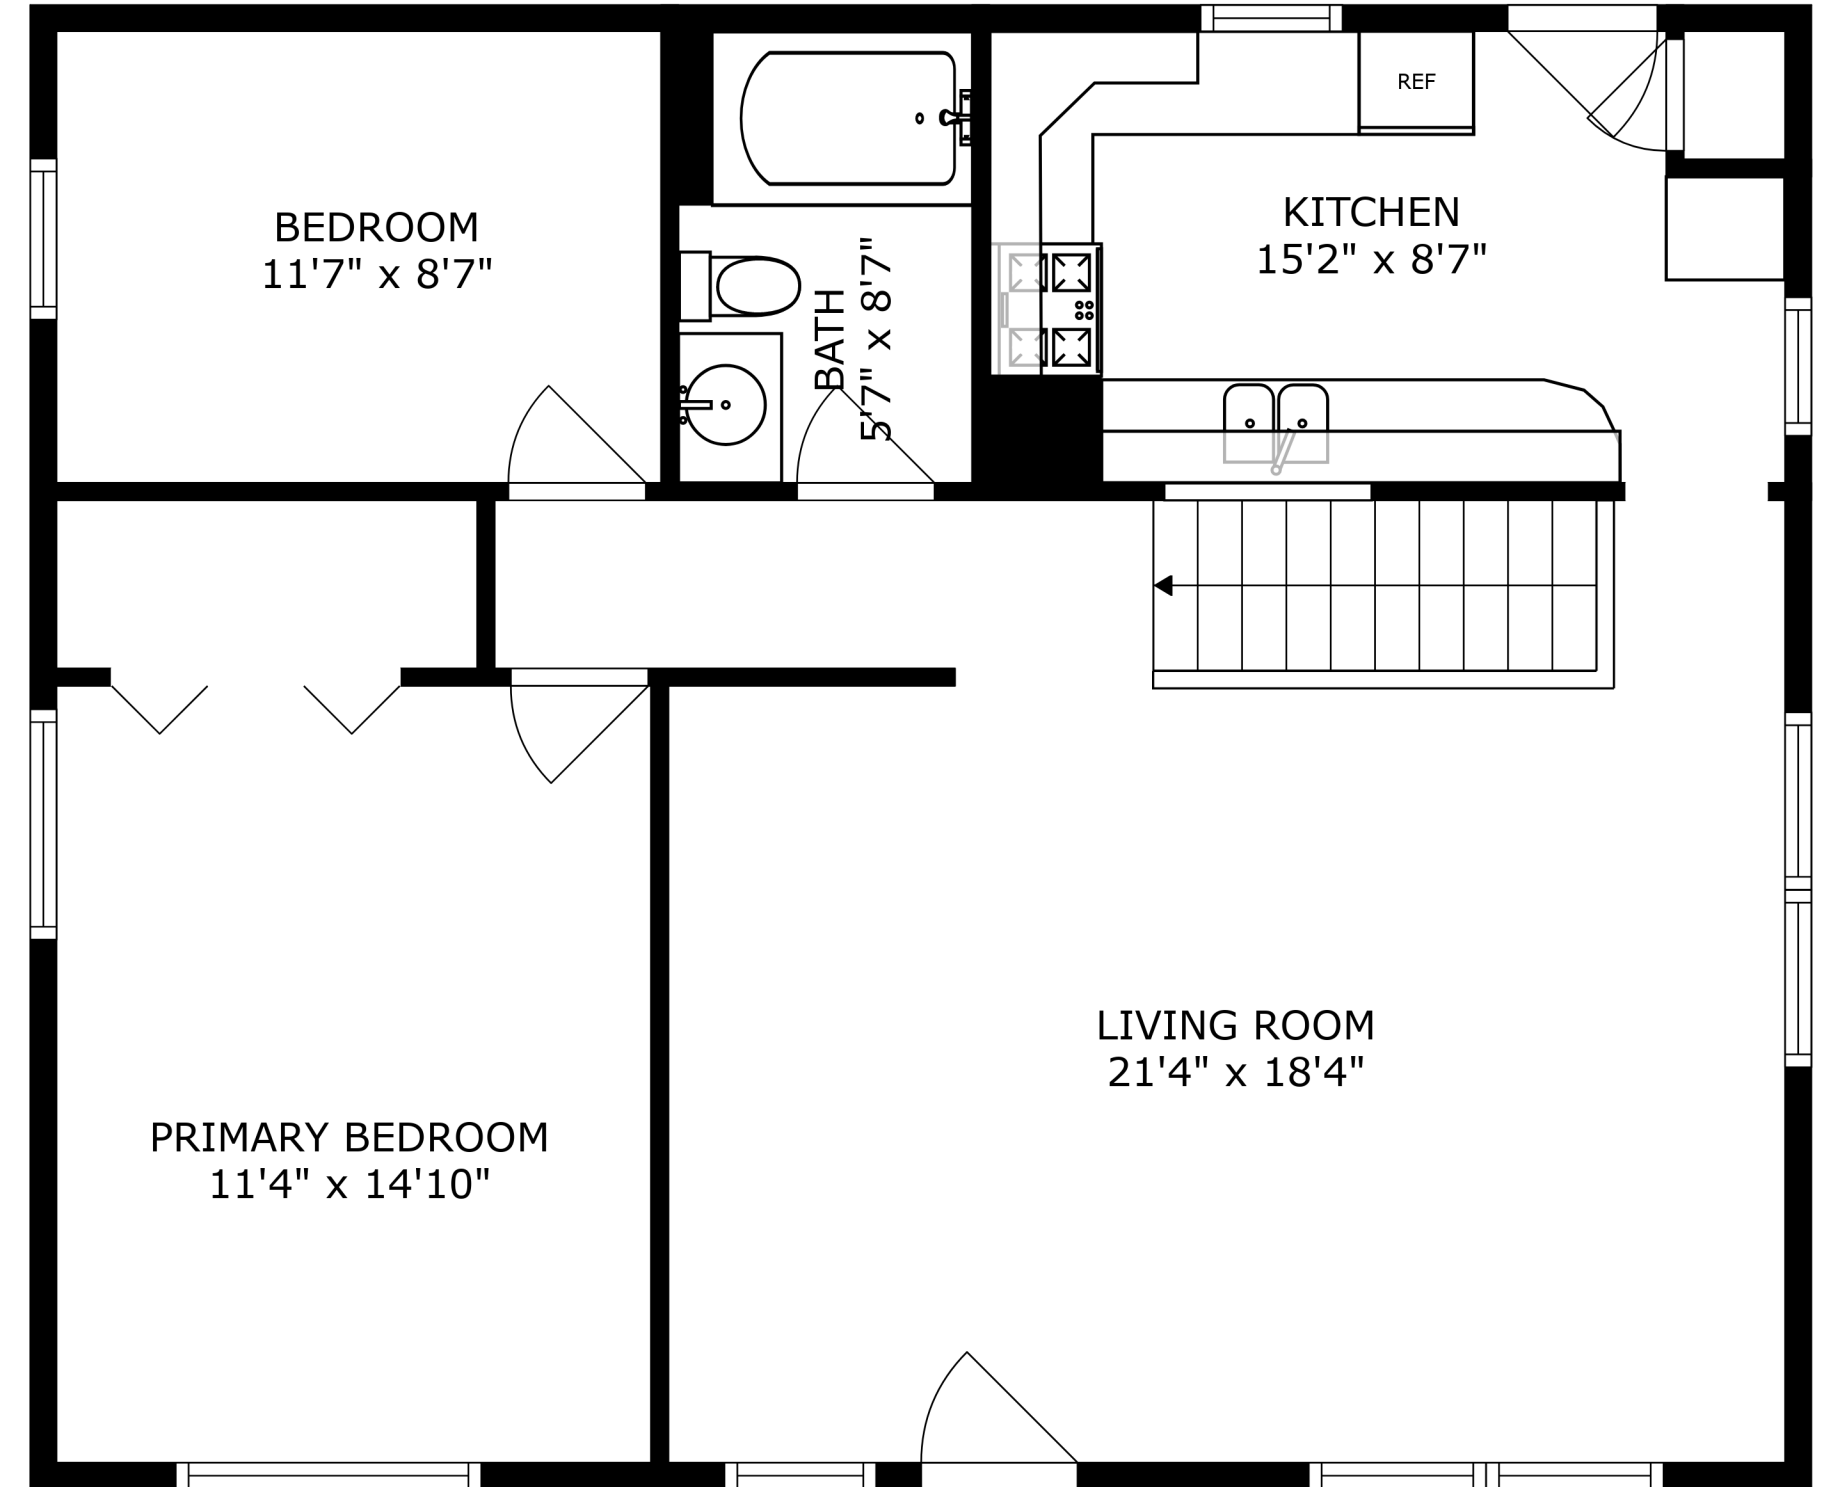 REF
BEDROOM
11'7" x 8'7"
BATH
5'7" x 8'7"
KITCHEN
15'2" x 8'7"
LIVING ROOM
21'4" x 18'4"
PRIMARY BEDROOM
11'4" x 14'10"